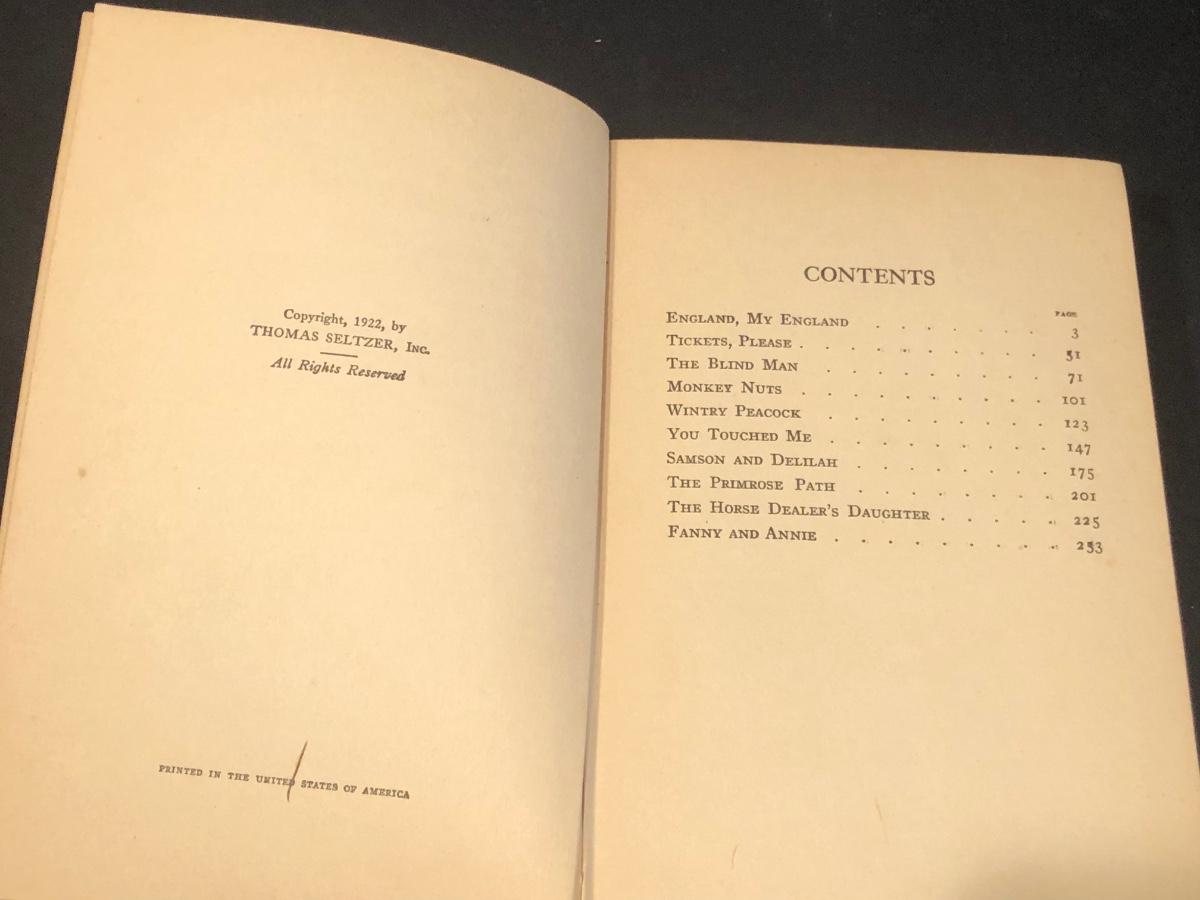 Copyright, 1922, by
THOMAS SELTZER, INC.
All Rights Reserved
PRINTED IN THE UNITED STATES OF AMERICA
CONTENTS
PAGE
ENGLAND, MY ENGLAND . . . . . . . 3
TICKETS, PLEASE . . . . . . . . . . 51
THE BLIND MAN . . . . . . . . . 71
MONKEY NUTS . . . . . . . . . . 101
WINTRY PEACOCK . . . . . . . . . 123
YOU TOUCHED ME . . . . . . . . . 147
SAMSON AND DELILAH . . . . . . . . 175
THE PRIMROSE PATH . . . . . . . . 201
THE HORSE DEALER'S DAUGHTER . . . . . 225
FANNY AND ANNIE . . . . . . . . . 253